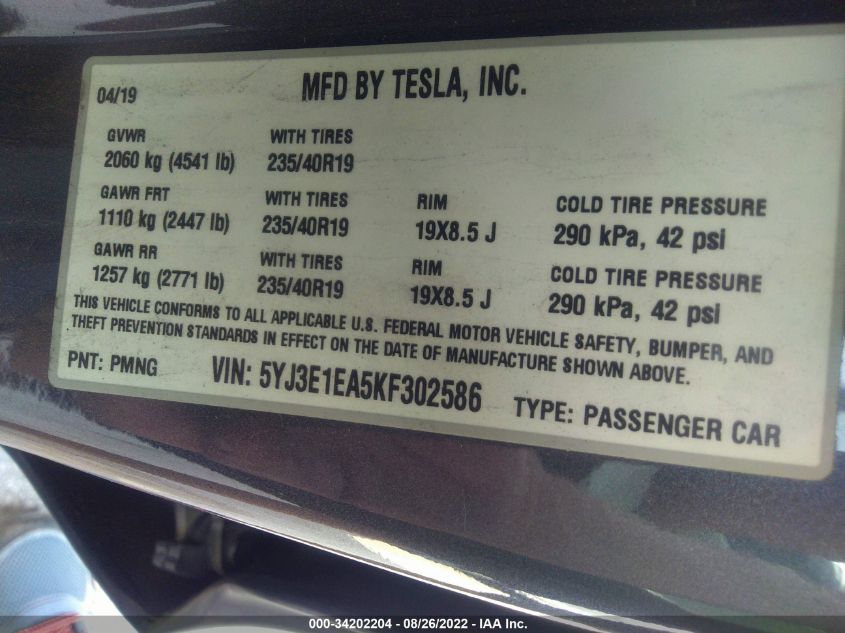 04/19 MFD BY TESLA, INC.
GVWR WITH TIRES
2060 kg (4541 lb) 235/40R19
GAWR FRT WITH TIRES RIM COLD TIRE PRESSURE
1110 kg (2447 lb) 235/40R19 19X8.5 J 290 kPa, 42 psi
GAWR RR WITH TIRES RIM COLD TIRE PRESSURE
1257 kg (2771 lb) 235/40R19 19X8.5 J 290 kPa, 42 psi
THIS VEHICLE CONFORMS TO ALL APPLICABLE U.S. FEDERAL MOTOR VEHICLE SAFETY, BUMPER, AND
THEFT PREVENTION STANDARDS IN EFFECT ON THE DATE OF MANUFACTURE SHOWN ABOVE.
PNT: PMNG VIN: 5YJ3E1EA5KF302586 TYPE: PASSENGER CAR
000-34202204 - 08/26/2022 - IAA Inc.